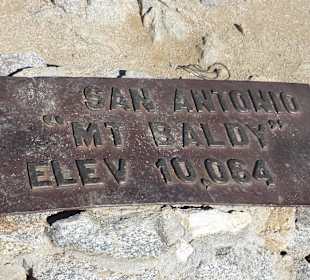 SAN ANTONIO
"MT BALDY"
ELEV 10,064